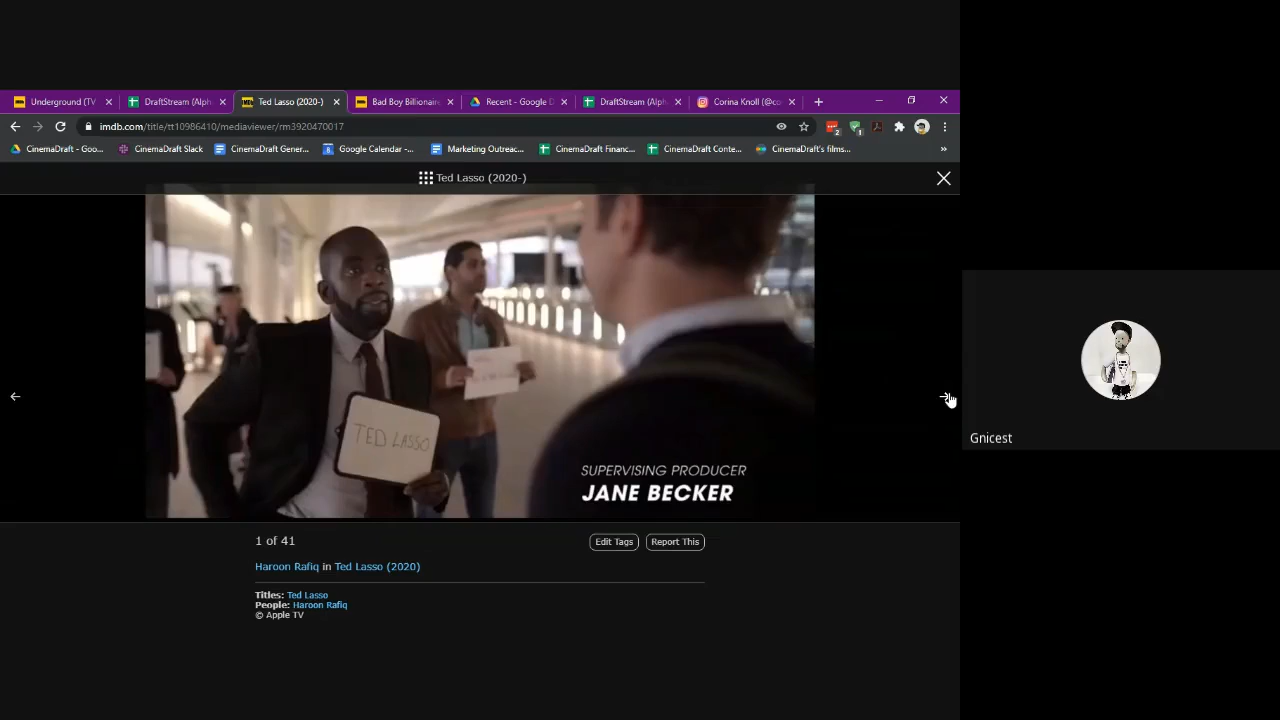 Underground (TV
DraftStream (Alph
Ted Lasso (2020-)
Bad Boy Billionaire
Recent - Google D
DraftStream (Alph
Corina Knoll (@co
imdb.com/title/tt10986410/mediaviewer/rm3920470017
2
1
CinemaDraft - Goo...
CinemaDraft Slack
CinemaDraft Gener...
Google Calendar -...
Marketing Outreac...
CinemaDraft Financ...
CinemaDraft Conte...
CinemaDraft's films...
Ted Lasso (2020-)
TED LASSO
SUPERVISING PRODUCER
JANE BECKER
1 of 41
Edit Tags
Report This
Haroon Rafiq in Ted Lasso (2020)
Titles: Ted Lasso
People: Haroon Rafiq
© Apple TV
Gnicest